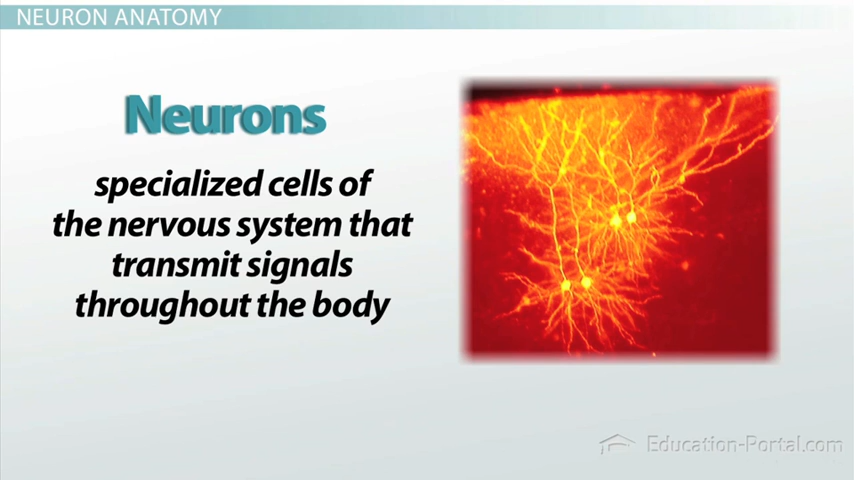 NEURON ANATOMY
Neurons
specialized cells of
the nervous system that
transmit signals
throughout the body
Education-Portal.com